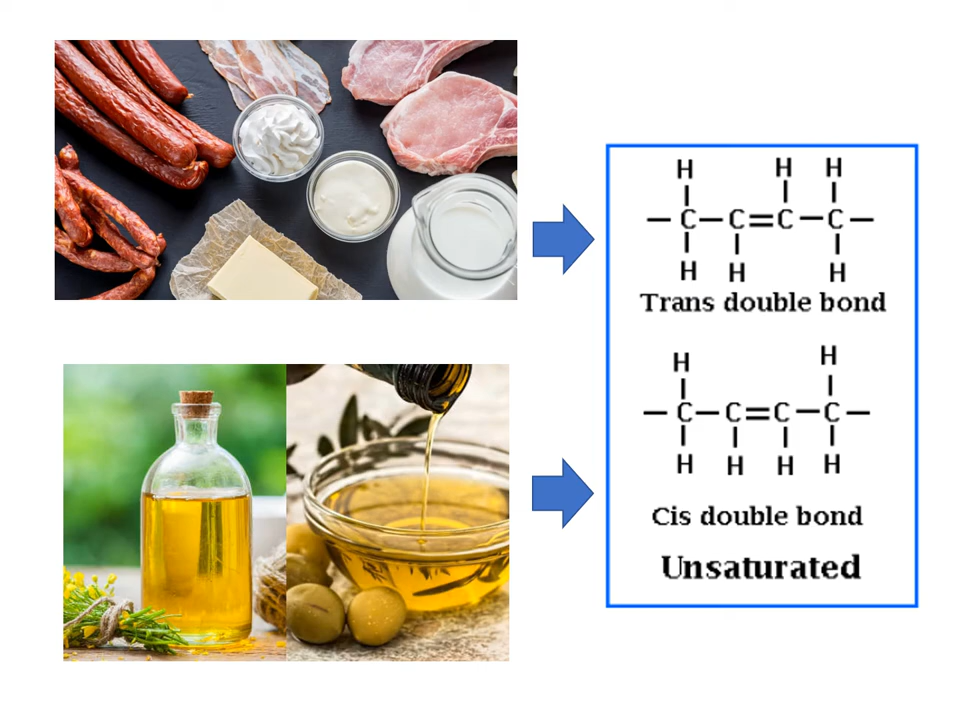 H H H
— C — C = C — C —
H H H
Trans double bond
H H
— C — C = C — C —
H H H H
Cis double bond
Unsaturated